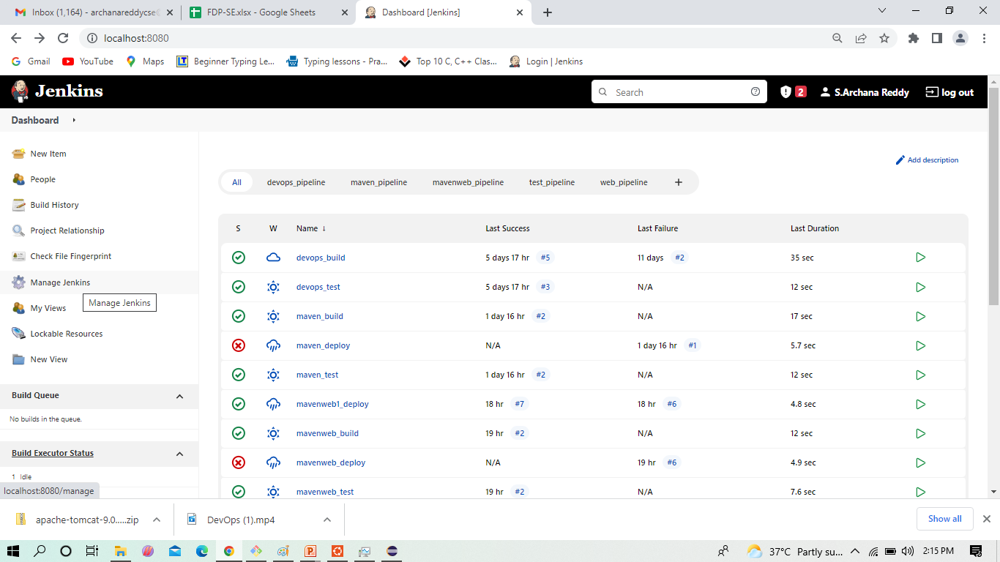 Inbox (1,164) - archanareddycse
FDP-SE.xlsx - Google Sheets
Dashboard [Jenkins]
localhost:8080
Gmail
YouTube
Maps
LT
Beginner Typing Le...
Typing lessons - Pra...
Top 10 C, C++ Clas...
Login | Jenkins
Jenkins
Search
2
S.Archana Reddy
log out
Dashboard
New Item
People
Build History
Project Relationship
Check File Fingerprint
Manage Jenkins
Manage Jenkins
My Views
Lockable Resources
New View
Build Queue
No builds in the queue.
Build Executor Status
1 Idle
localhost:8080/manage
Add description
All devops_pipeline maven_pipeline mavenweb_pipeline test_pipeline web_pipeline +
S W Name ↓ Last Success Last Failure Last Duration
devops_build 5 days 17 hr #5 11 days #2 35 sec
devops_test 5 days 17 hr #3 N/A 12 sec
maven_build 1 day 16 hr #2 N/A 17 sec
maven_deploy N/A 1 day 16 hr #1 5.7 sec
maven_test 1 day 16 hr #2 N/A 12 sec
mavenweb1_deploy 18 hr #7 18 hr #6 4.8 sec
mavenweb_build 19 hr #2 N/A 12 sec
mavenweb_deploy N/A 19 hr #6 4.9 sec
mavenweb_test 19 hr #2 N/A 7.6 sec
apache-tomcat-9.0.....zip
DevOps (1).mp4
Show all
37°C Partly su...
2:15 PM